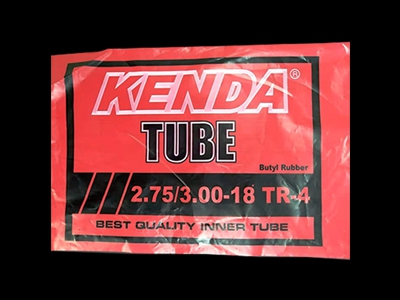 KENDA®
TUBE
Butyl Rubber
2.75/3.00-18 TR-4
BEST QUALITY INNER TUBE